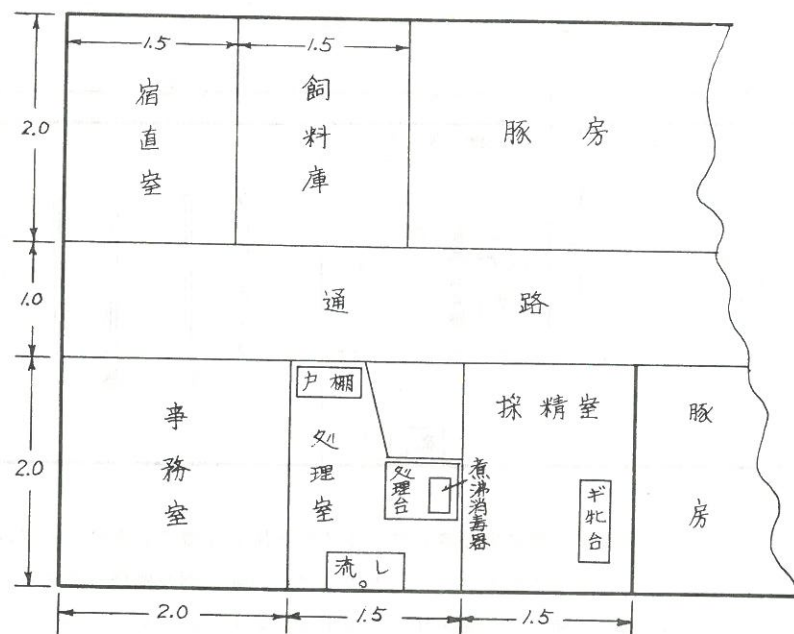 1.5
1.5
2.0
宿直室
飼料庫
豚房
1.0
通路
2.0
事務室
戸棚
処理室
処理台
煮沸消毒器
流し
採精室
ギ牝台
豚房
2.0
1.5
1.5